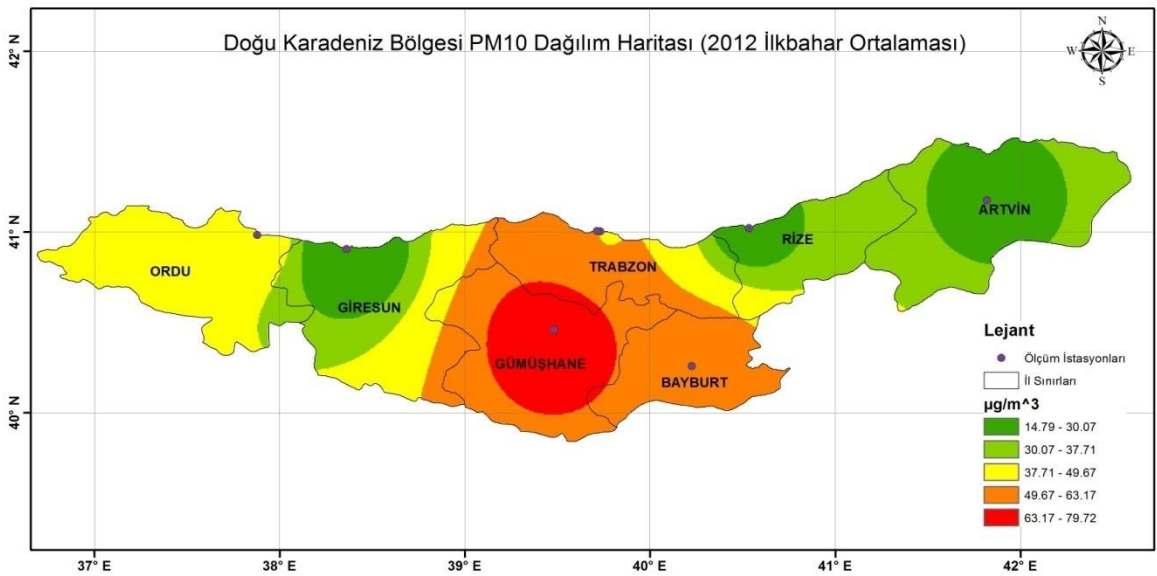 Doğu Karadeniz Bölgesi PM10 Dağılım Haritası (2012 İlkbahar Ortalaması)
N
W E
S
42° N
41° N
40° N
ARTVİN
RİZE
ORDU
TRABZON
GİRESUN
GÜMÜŞHANE
BAYBURT
Lejant
Ölçüm İstasyonları
İl Sınırları
µg/m^3
14.79 - 30.07
30.07 - 37.71
37.71 - 49.67
49.67 - 63.17
63.17 - 79.72
37° E 38° E 39° E 40° E 41° E 42° E